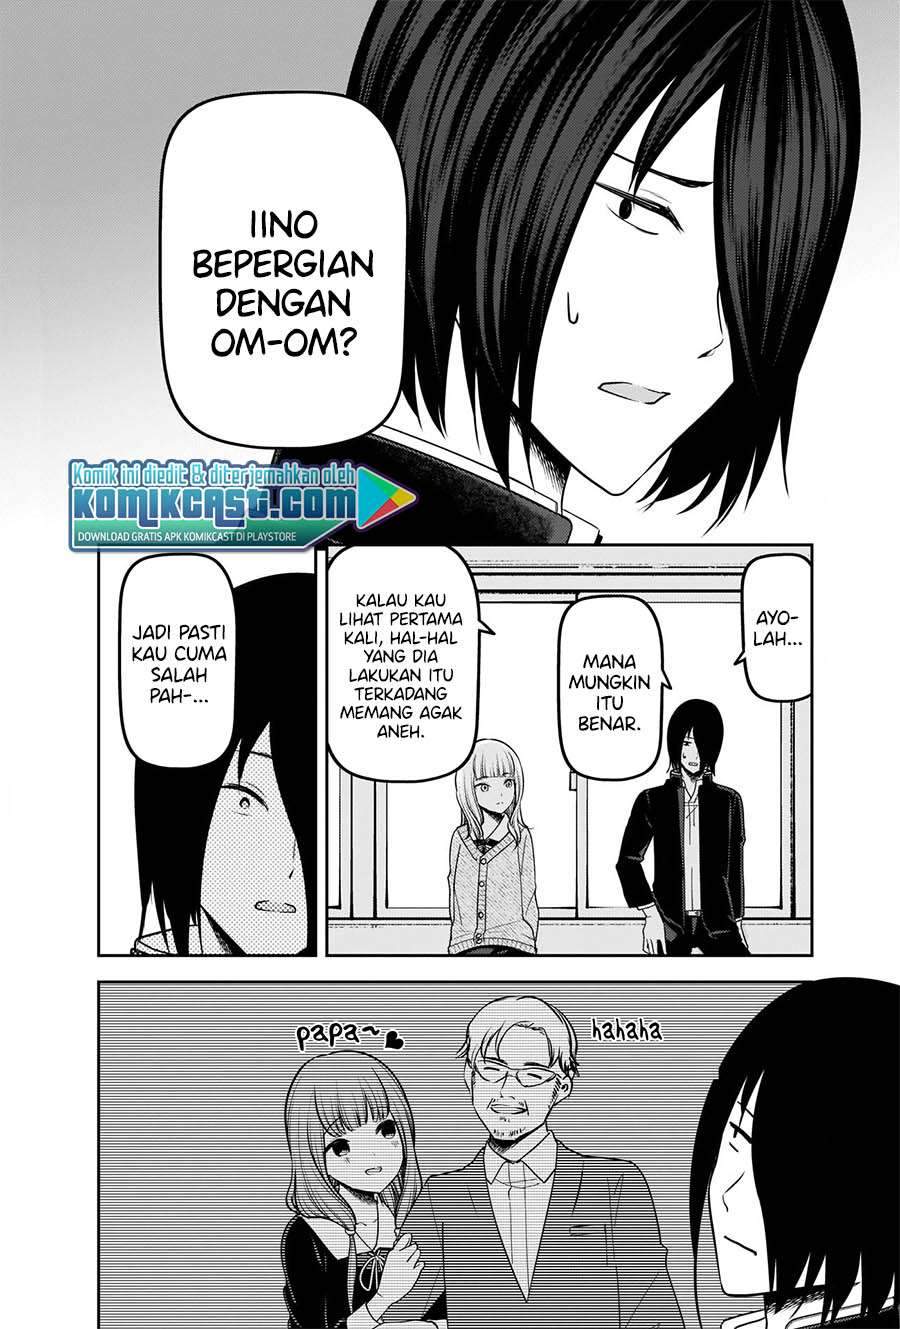 IINO
BEPERGIAN
DENGAN
OM-OM?
Komik ini diedit & diterjemahkan oleh
KOMIKCAST.COM
DOWNLOAD GRATIS APK KOMIKCAST DI PLAYSTORE
AYO-
LAH...
MANA
MUNGKIN
ITU
BENAR.
KALAU KAU
LIHAT PERTAMA
KALI, HAL-HAL
YANG DIA
LAKUKAN ITU
TERKADANG
MEMANG AGAK
ANEH.
JADI PASTI
KAU CUMA
SALAH
PAH-...
papa~
hahaha